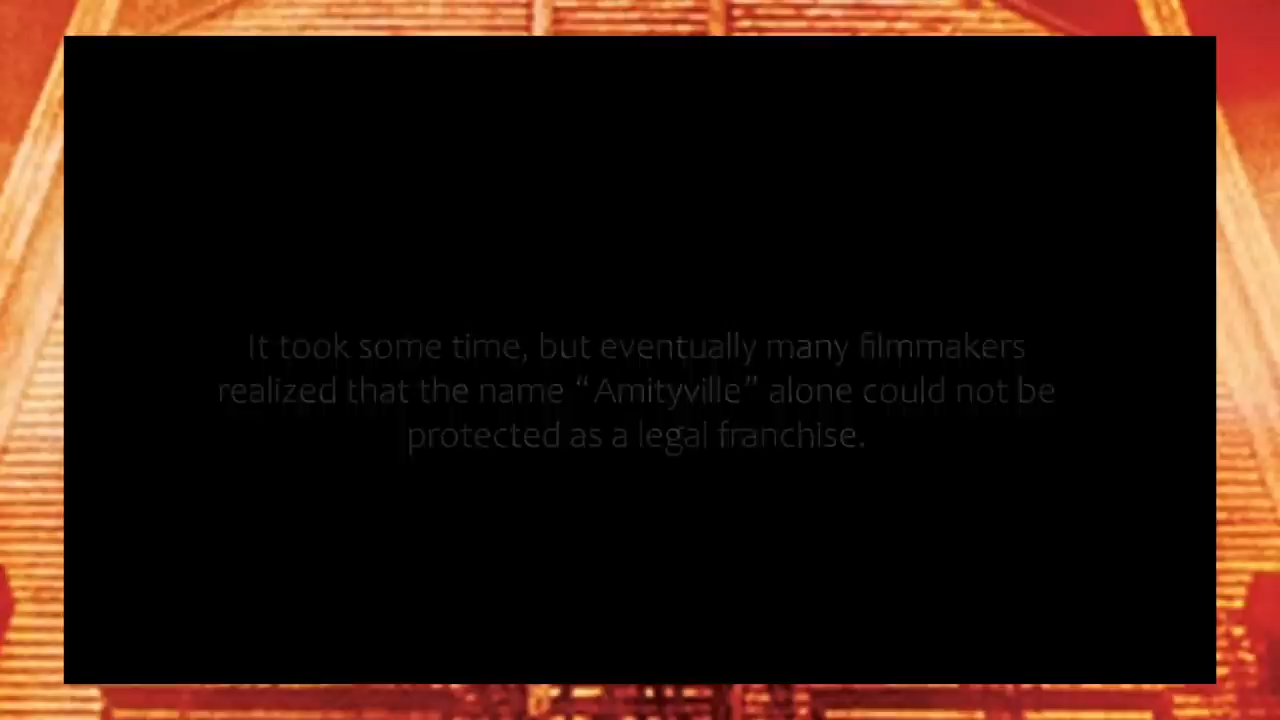 It took some time, but eventually many filmmakers
realized that the name “Amityville” alone could not be
protected as a legal franchise.